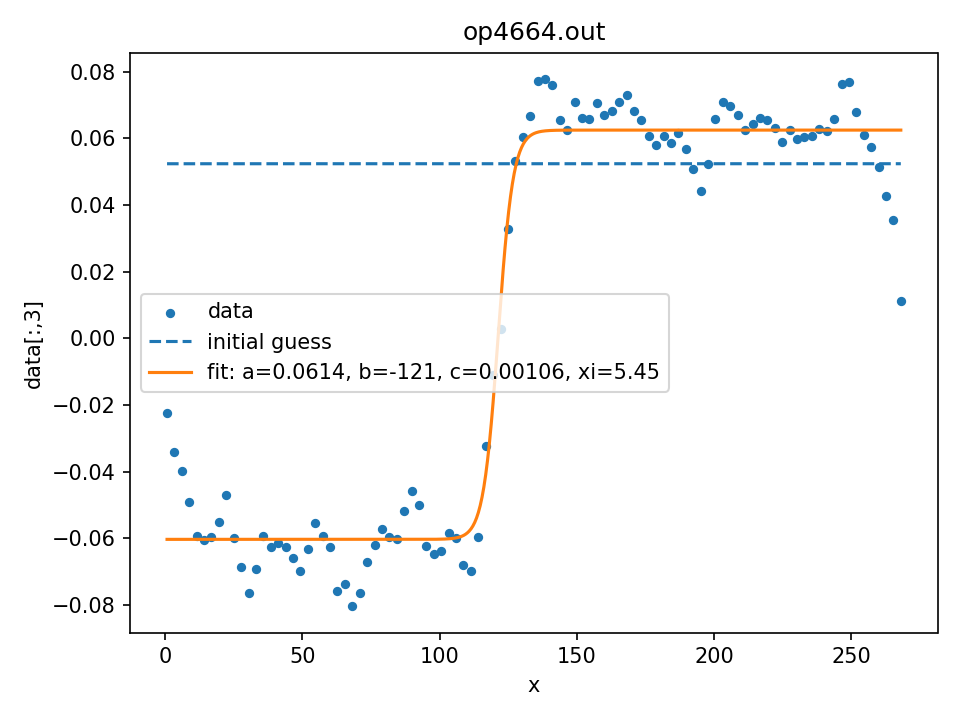 op4664.out
data[:,3]
0.08
0.06
0.04
0.02
0.00
−0.02
−0.04
−0.06
−0.08
data
initial guess
fit: a=0.0614, b=-121, c=0.00106, xi=5.45
0 50 100 150 200 250
x